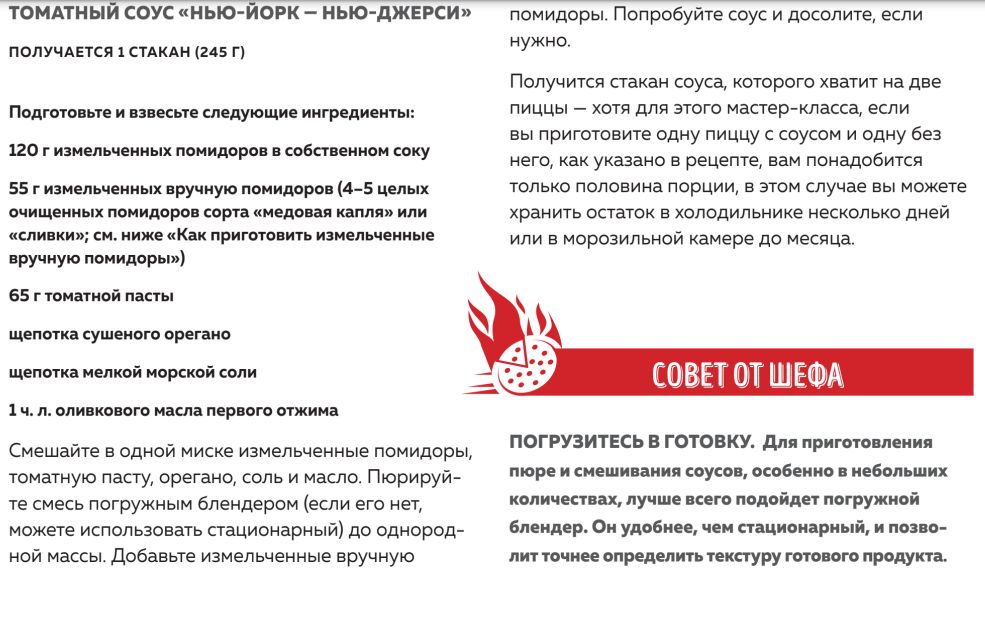 ТОМАТНЫЙ СОУС «НЬЮ-ЙОРК — НЬЮ-ДЖЕРСИ»
ПОЛУЧАЕТСЯ 1 СТАКАН (245 Г)
Подготовьте и взвесьте следующие ингредиенты:
120 г измельченных помидоров в собственном соку
55 г измельченных вручную помидоров (4–5 целых
очищенных помидоров сорта «медовая капля» или
«сливки»; см. ниже «Как приготовить измельченные
вручную помидоры»)
65 г томатной пасты
щепотка сушеного орегано
щепотка мелкой морской соли
1 ч. л. оливкового масла первого отжима
Смешайте в одной миске измельченные помидоры,
томатную пасту, орегано, соль и масло. Пюрируй-
те смесь погружным блендером (если его нет,
можете использовать стационарный) до однород-
ной массы. Добавьте измельченные вручную
помидоры. Попробуйте соус и досолите, если
нужно.
Получится стакан соуса, которого хватит на две
пиццы — хотя для этого мастер-класса, если
вы приготовите одну пиццу с соусом и одну без
него, как указано в рецепте, вам понадобится
только половина порции, в этом случае вы можете
хранить остаток в холодильнике несколько дней
или в морозильной камере до месяца.
СОВЕТ ОТ ШЕФА
ПОГРУЗИТЕСЬ В ГОТОВКУ. Для приготовления
пюре и смешивания соусов, особенно в небольших
количествах, лучше всего подойдет погружной
блендер. Он удобнее, чем стационарный, и позво-
лит точнее определить текстуру готового продукта.